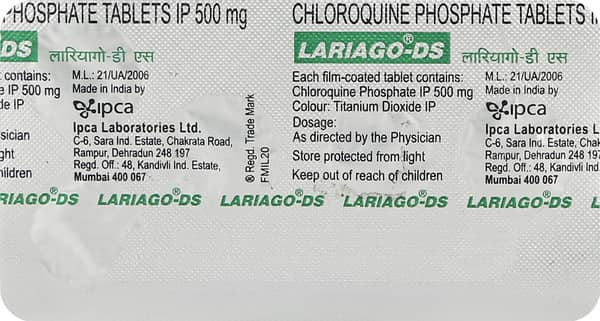 PHOSPHATE TABLETS IP 500 mg
-DS
लारियागो-डी एस
contains:
IP 500 mg
de IP
sician
ght
hildren
M.L.: 21/UA/2006
Made in India by
ipca
Ipca Laboratories Ltd.
C-6, Sara Ind. Estate, Chakrata Road,
Rampur, Dehradun 248 197
Regd. Off.: 48, Kandivli Ind. Estate,
Mumbai 400 067
® Regd. Trade Mark
FMIL20
CHLOROQUINE PHOSPHATE TABLETS
LARIAGO®-DS
लारियागो-डी एस
Each film-coated tablet contains:
Chloroquine Phosphate IP 500 mg
Colour: Titanium Dioxide IP
Dosage:
As directed by the Physician
Store protected from light
Keep out of reach of children
M.L.: 21/UA/2006
Made in India by
ipca
Ipca Laboratories L
C-6, Sara Ind. Estate, Chak
Rampur, Dehradun 248 197
Regd. Off.: 48, Kandivli Ind.
Mumbai 400 067
LARIAGO®-DS LARIAGO®-DS LARIAGO®-DS LARIAGO®-DS LARIAGO®-DS